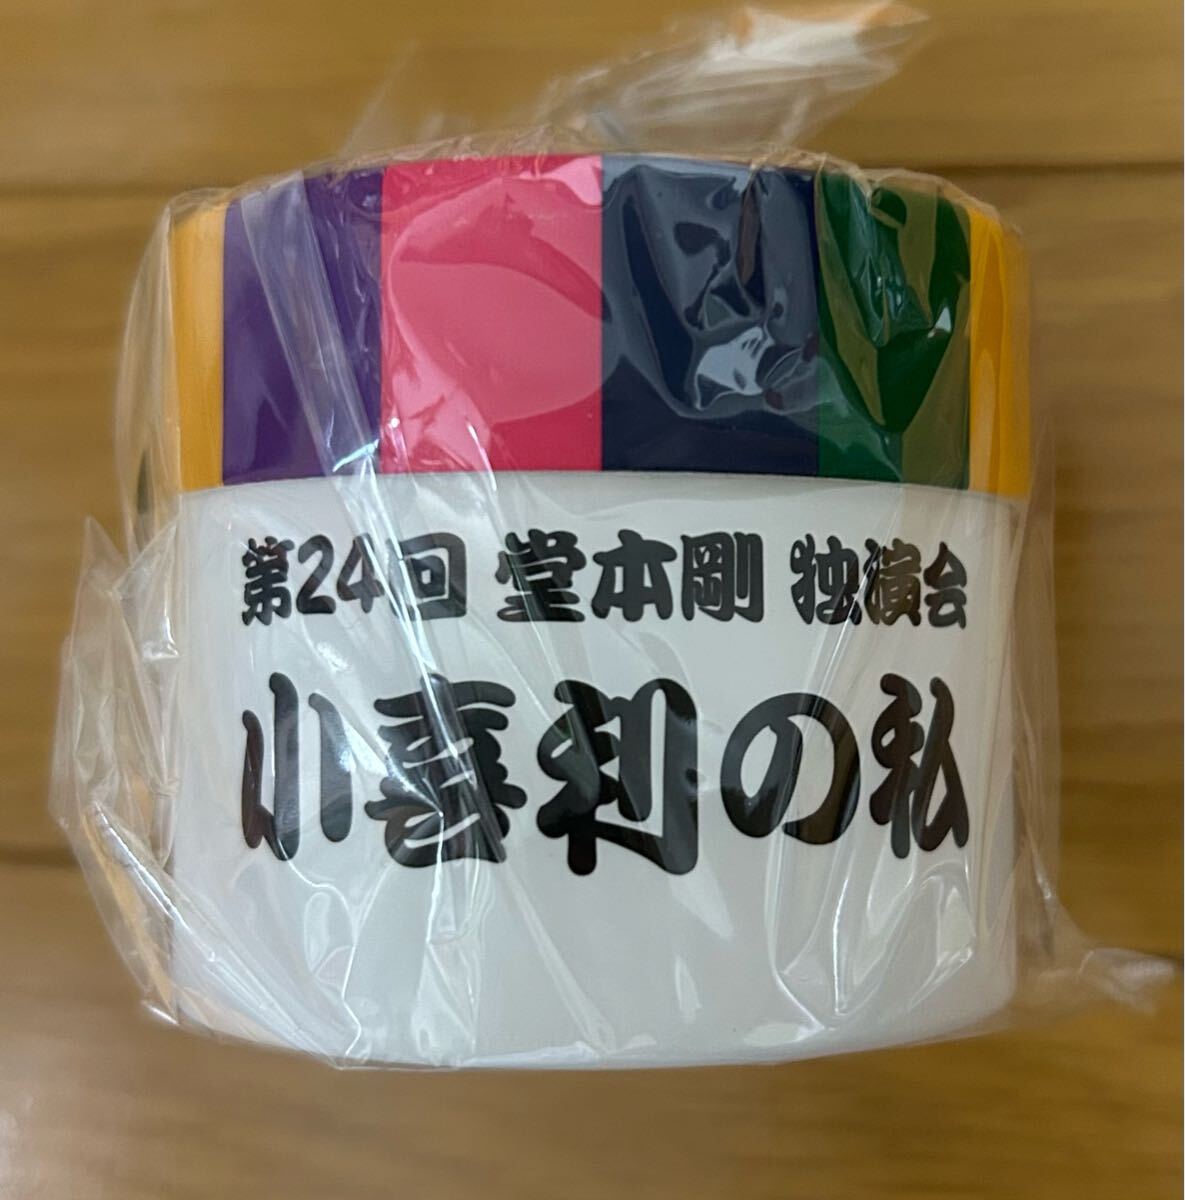 第24回 堂本剛 独演会
小喜利の私